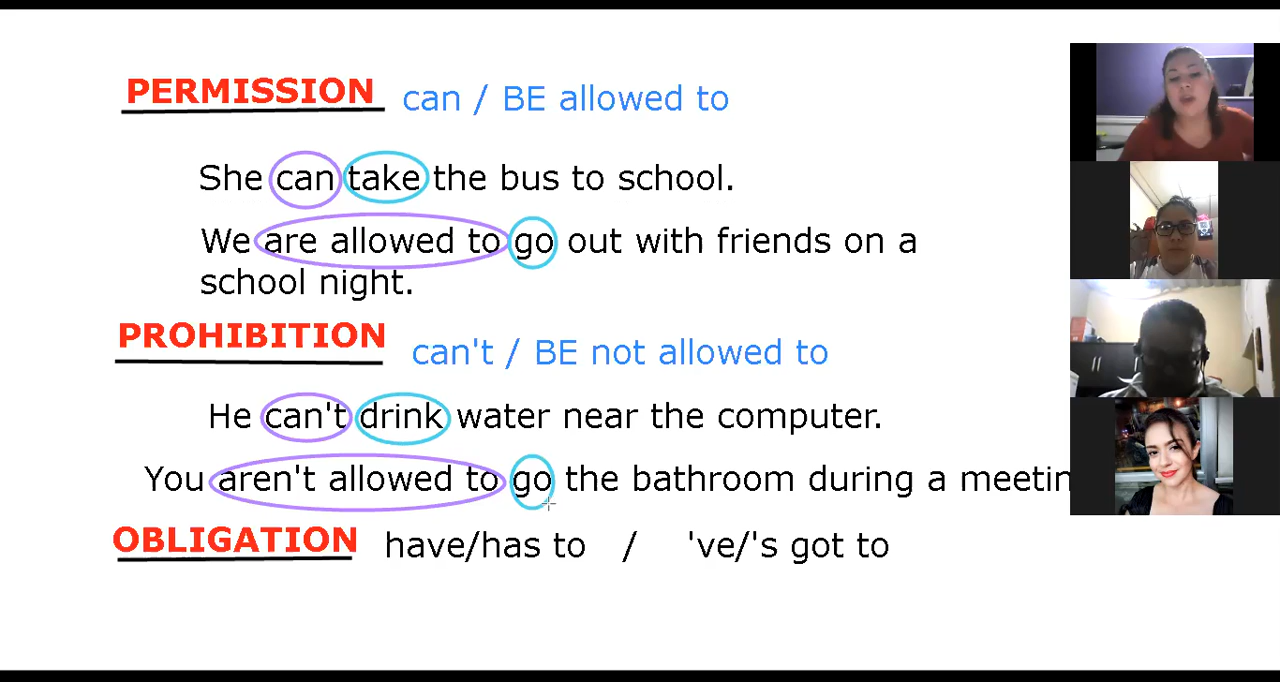 PERMISSION can / BE allowed to
She can take the bus to school.
We are allowed to go out with friends on a
school night.
PROHIBITION can't / BE not allowed to
He can't drink water near the computer.
You aren't allowed to go the bathroom during a meetin
OBLIGATION have/has to / 've/'s got to